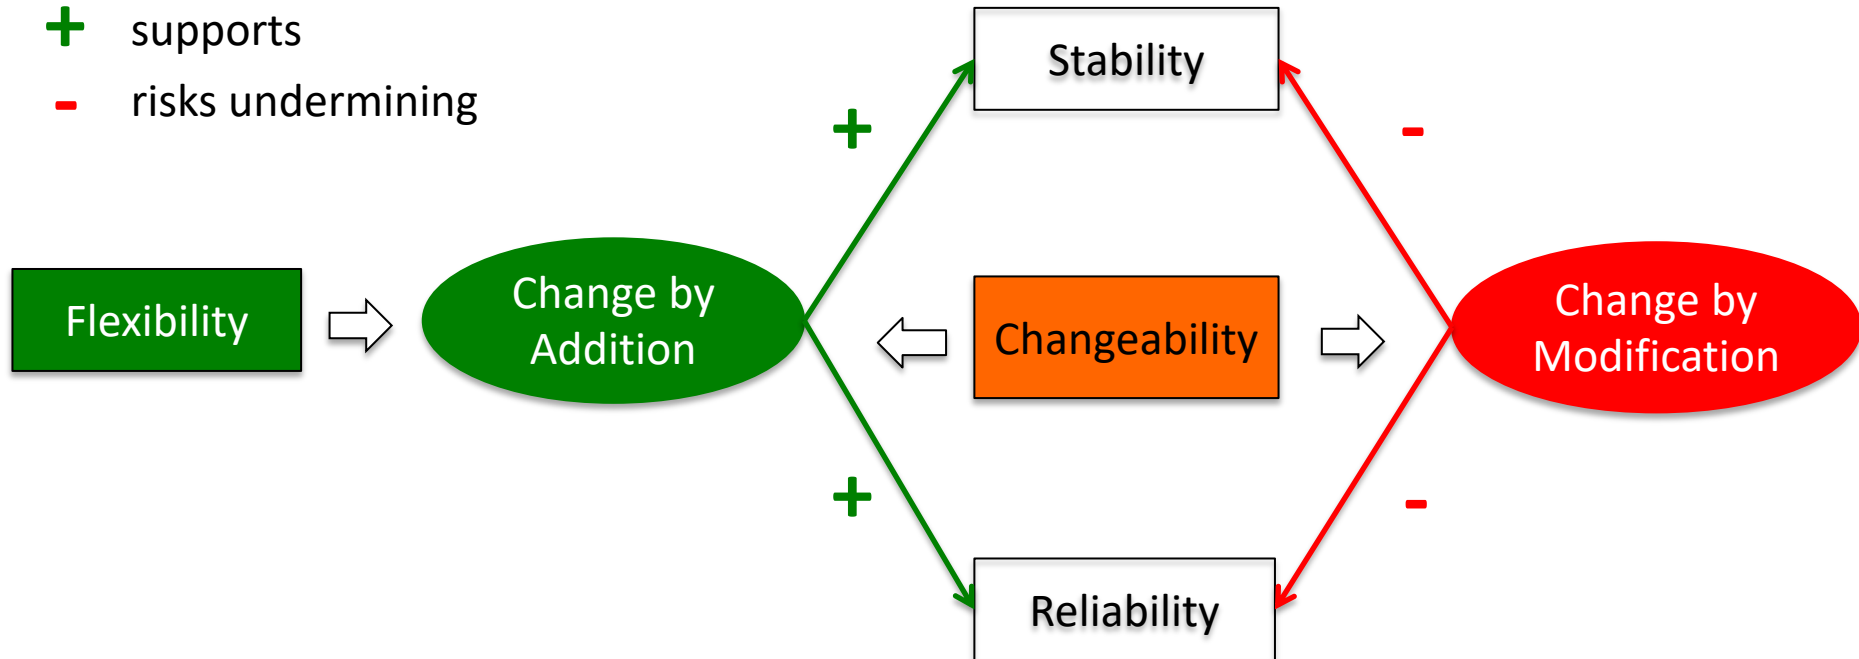 + supports
- risks undermining
Stability
+
-
Flexibility
Change by
Addition
Changeability
Change by
Modification
+
-
Reliability